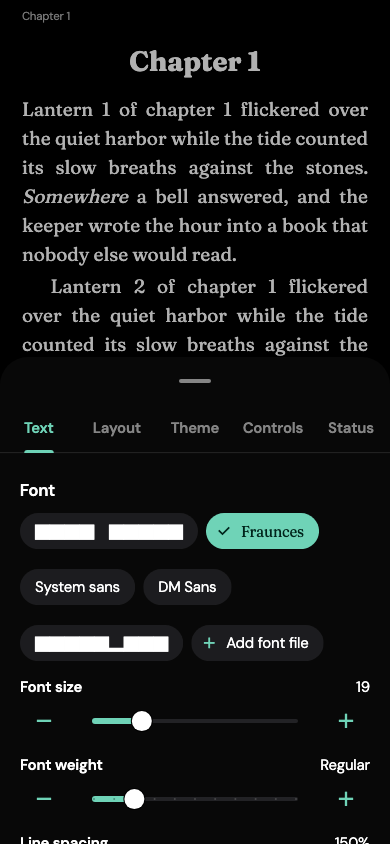 Chapter 1
Chapter 1
Lantern 1 of chapter 1 flickered over
the quiet harbor while the tide counted
its slow breaths against the stones.
Somewhere a bell answered, and the
keeper wrote the hour into a book that
nobody else would read.
Lantern 2 of chapter 1 flickered
over the quiet harbor while the tide
counted its slow breaths against the
Text Layout Theme Controls Status
Font
Fraunces
System sans DM Sans
+ Add font file
Font size 19
Font weight Regular
Line spacing 150%